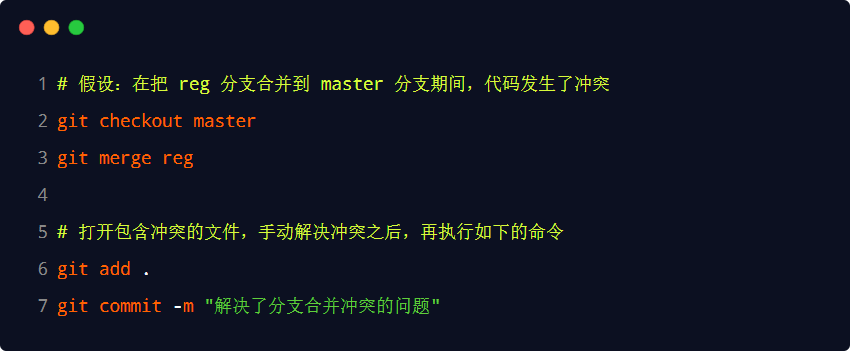 1 # 假设：在把 reg 分支合并到 master 分支期间，代码发生了冲突
2 git checkout master
3 git merge reg
4
5 # 打开包含冲突的文件，手动解决冲突之后，再执行如下的命令
6 git add .
7 git commit -m "解决了分支合并冲突的问题"